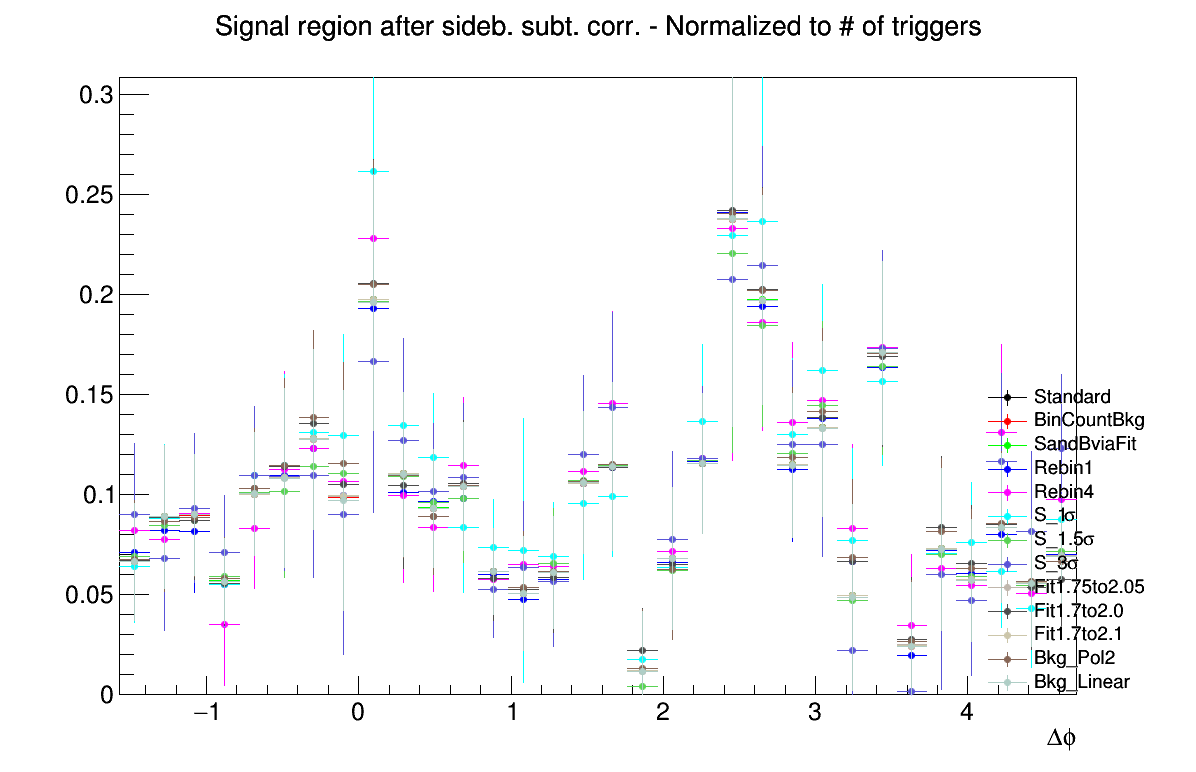 Signal region after sideb. subt. corr. - Normalized to # of triggers
0.3
0.25
0.2
0.15
0.1
0.05
0
−1
0
1
2
3
4
Δϕ
Standard
BinCountBkg
SandBviaFit
Rebin1
Rebin4
S_1σ
S_1.5σ
S_3σ
Fit1.75to2.05
Fit1.7to2.0
Fit1.7to2.1
Bkg_Pol2
Bkg_Linear